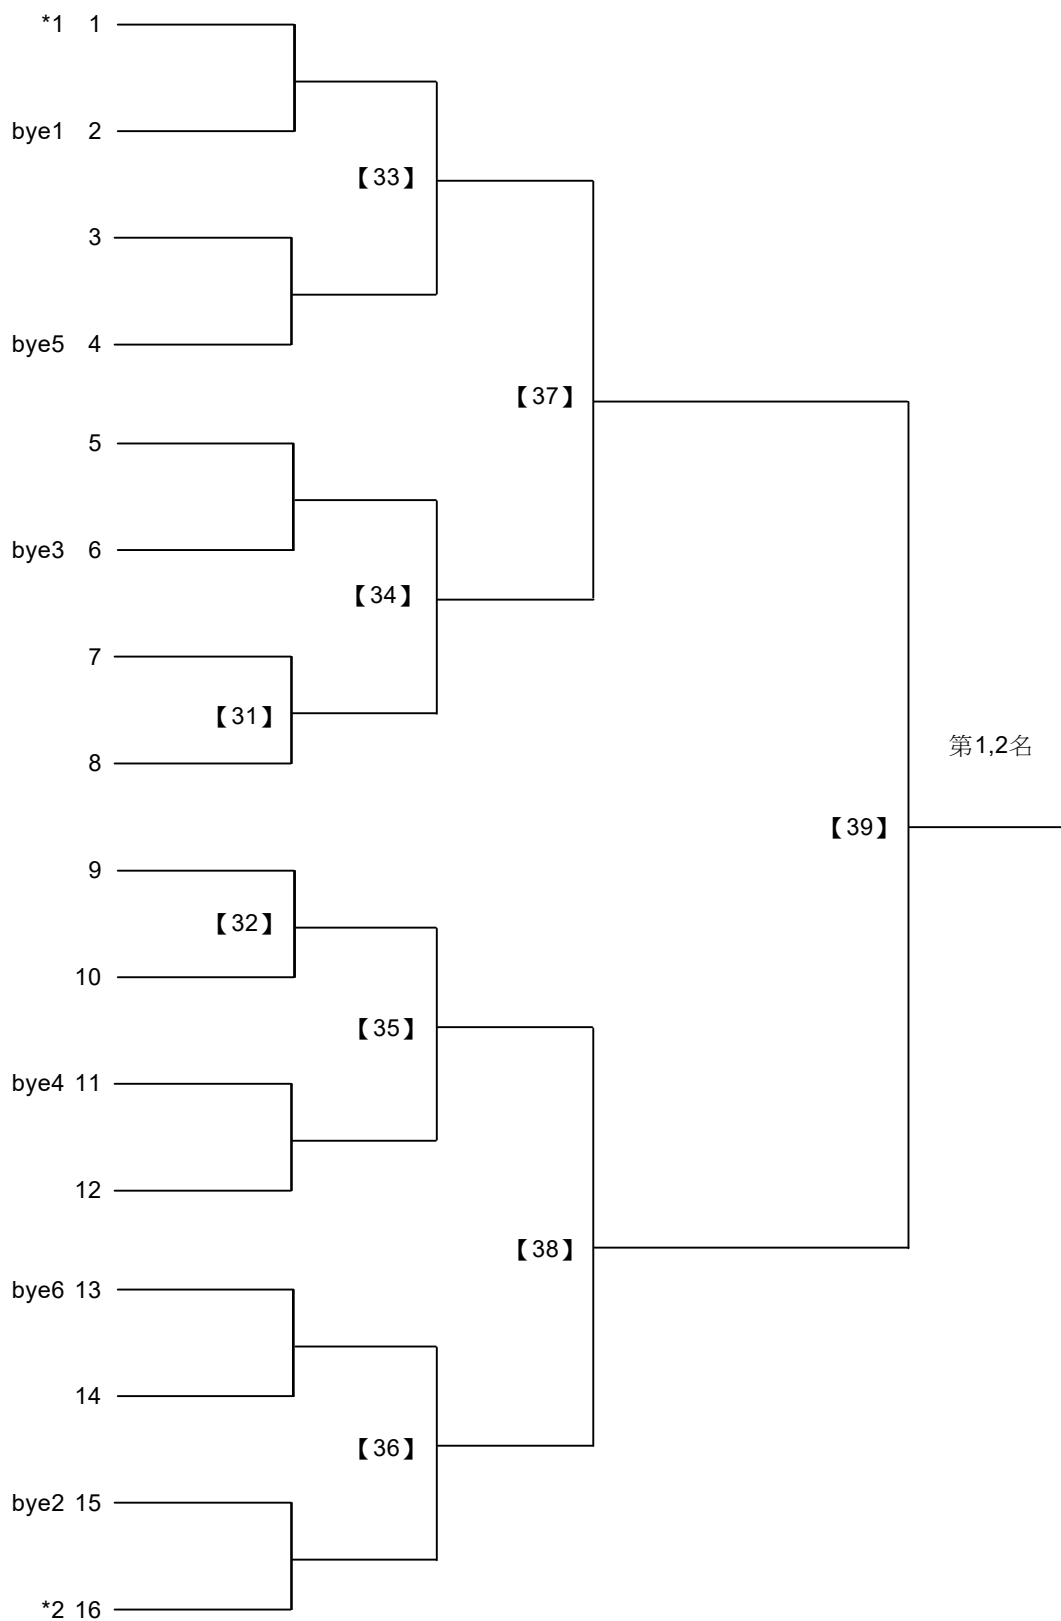 *1 1
bye1 2
【33】
3
bye5 4
【37】
5
bye3 6
【34】
7
【31】
8
第1,2名
【39】
9
【32】
10
【35】
bye4 11
12
【38】
bye6 13
14
【36】
bye2 15
*2 16